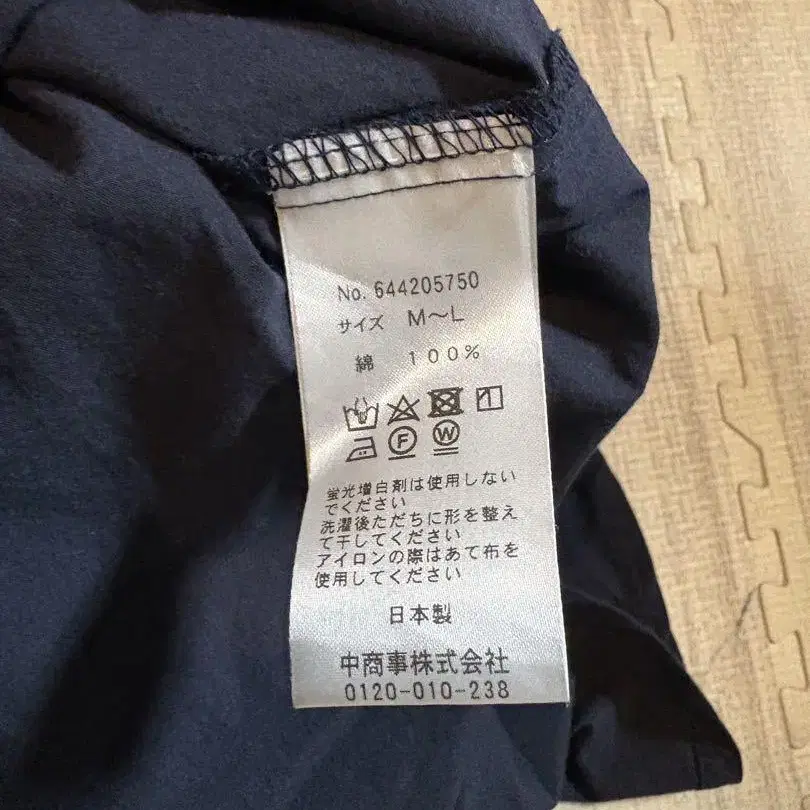 No. 644205750
サイズ M〜L
綿 100%
1
F W
蛍光増白剤は使用しない
でください
洗濯後ただちに形を整え
て干してください
アイロンの際はあて布を
使用してください
日本製
中商事株式会社
0120-010-238